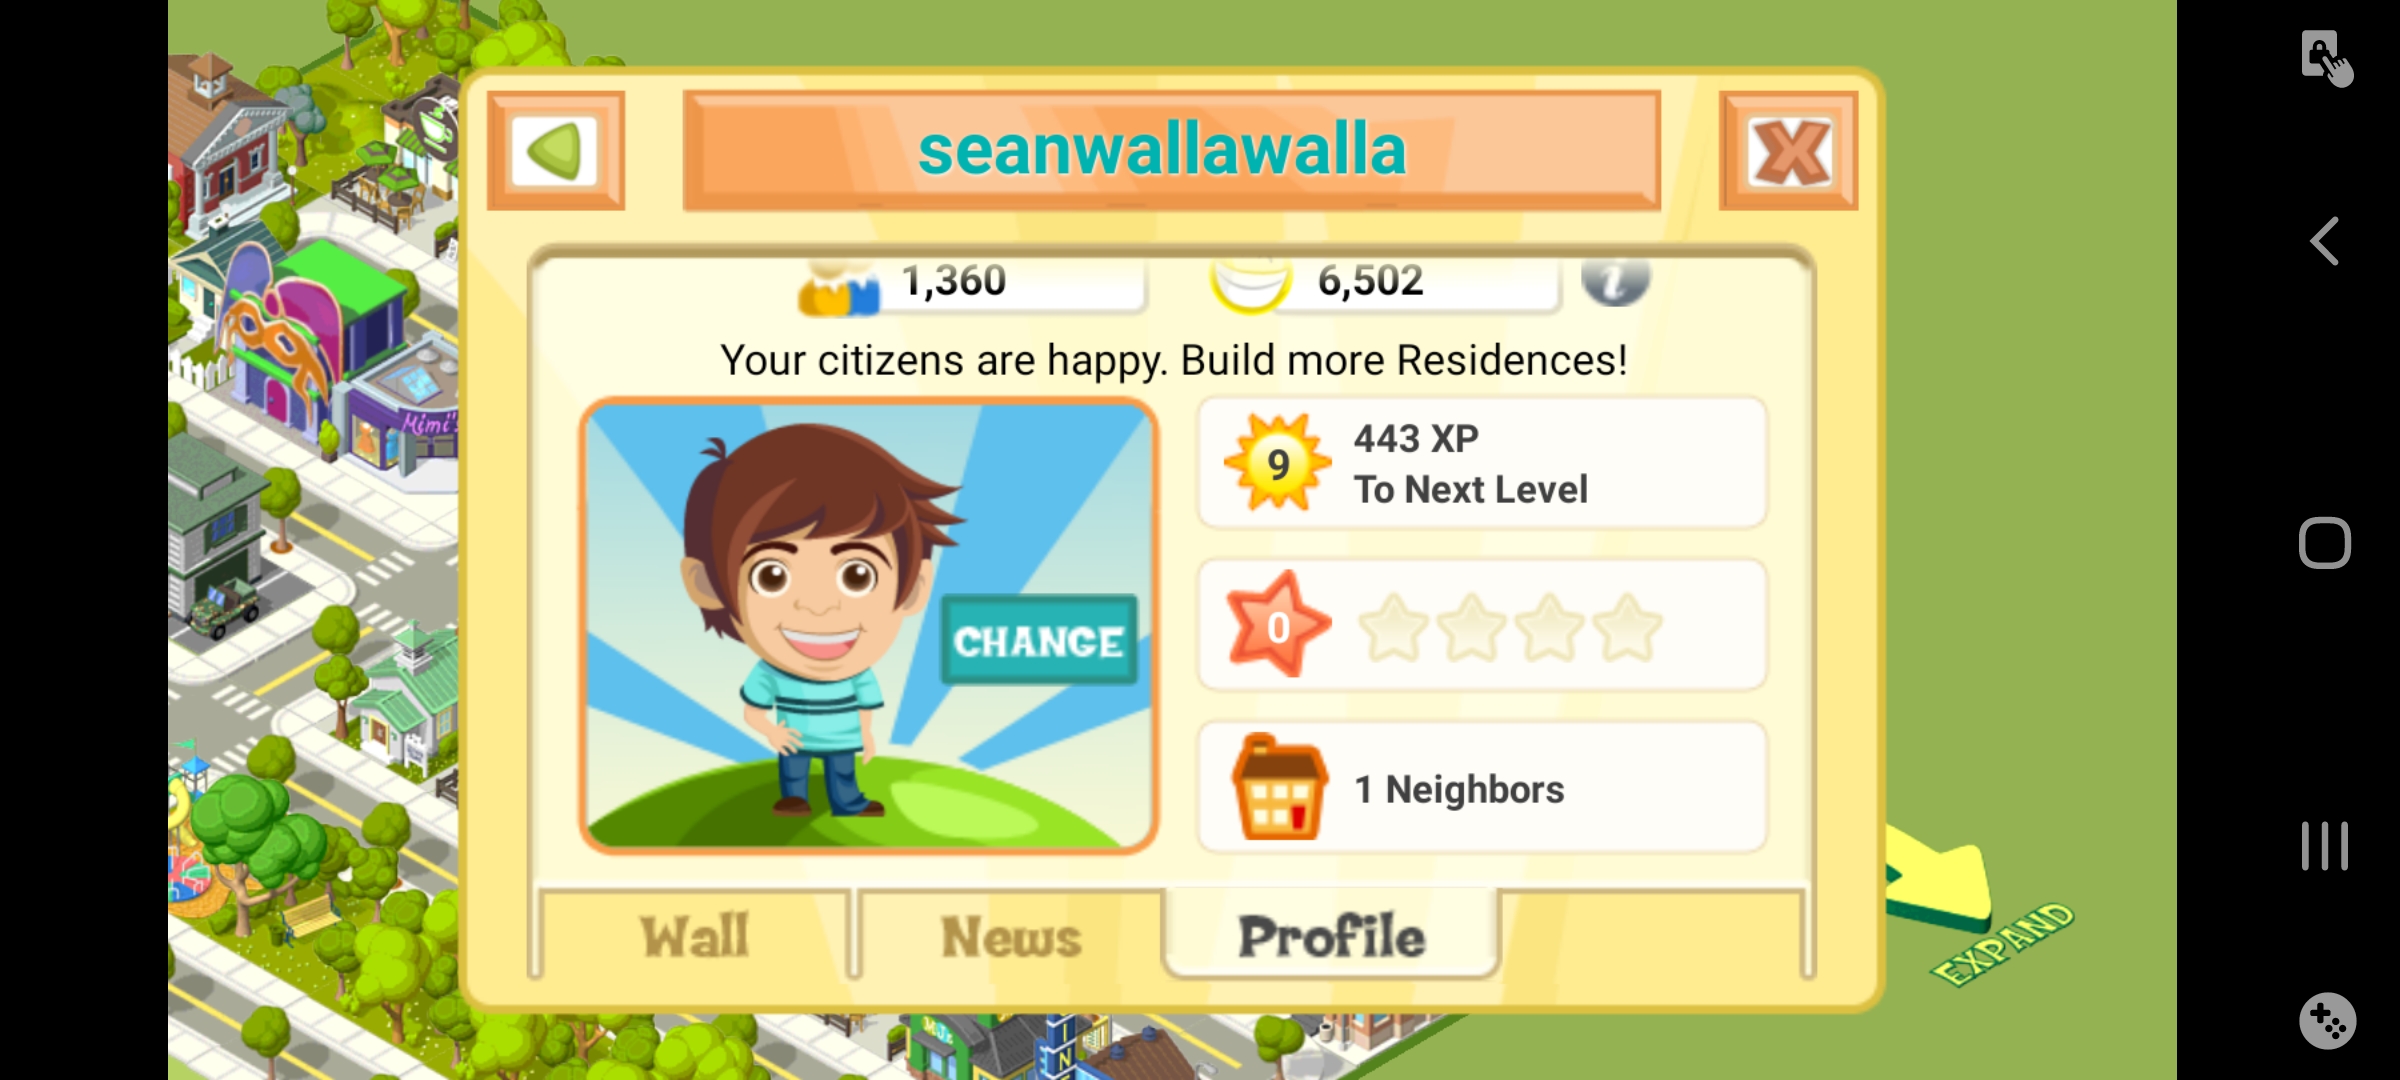 seanwallawalla
1,360
6,502
i
Your citizens are happy. Build more Residences!
9
443 XP
To Next Level
CHANGE
0
1 Neighbors
Mimi's
Wall
News
Profile
EXPAND